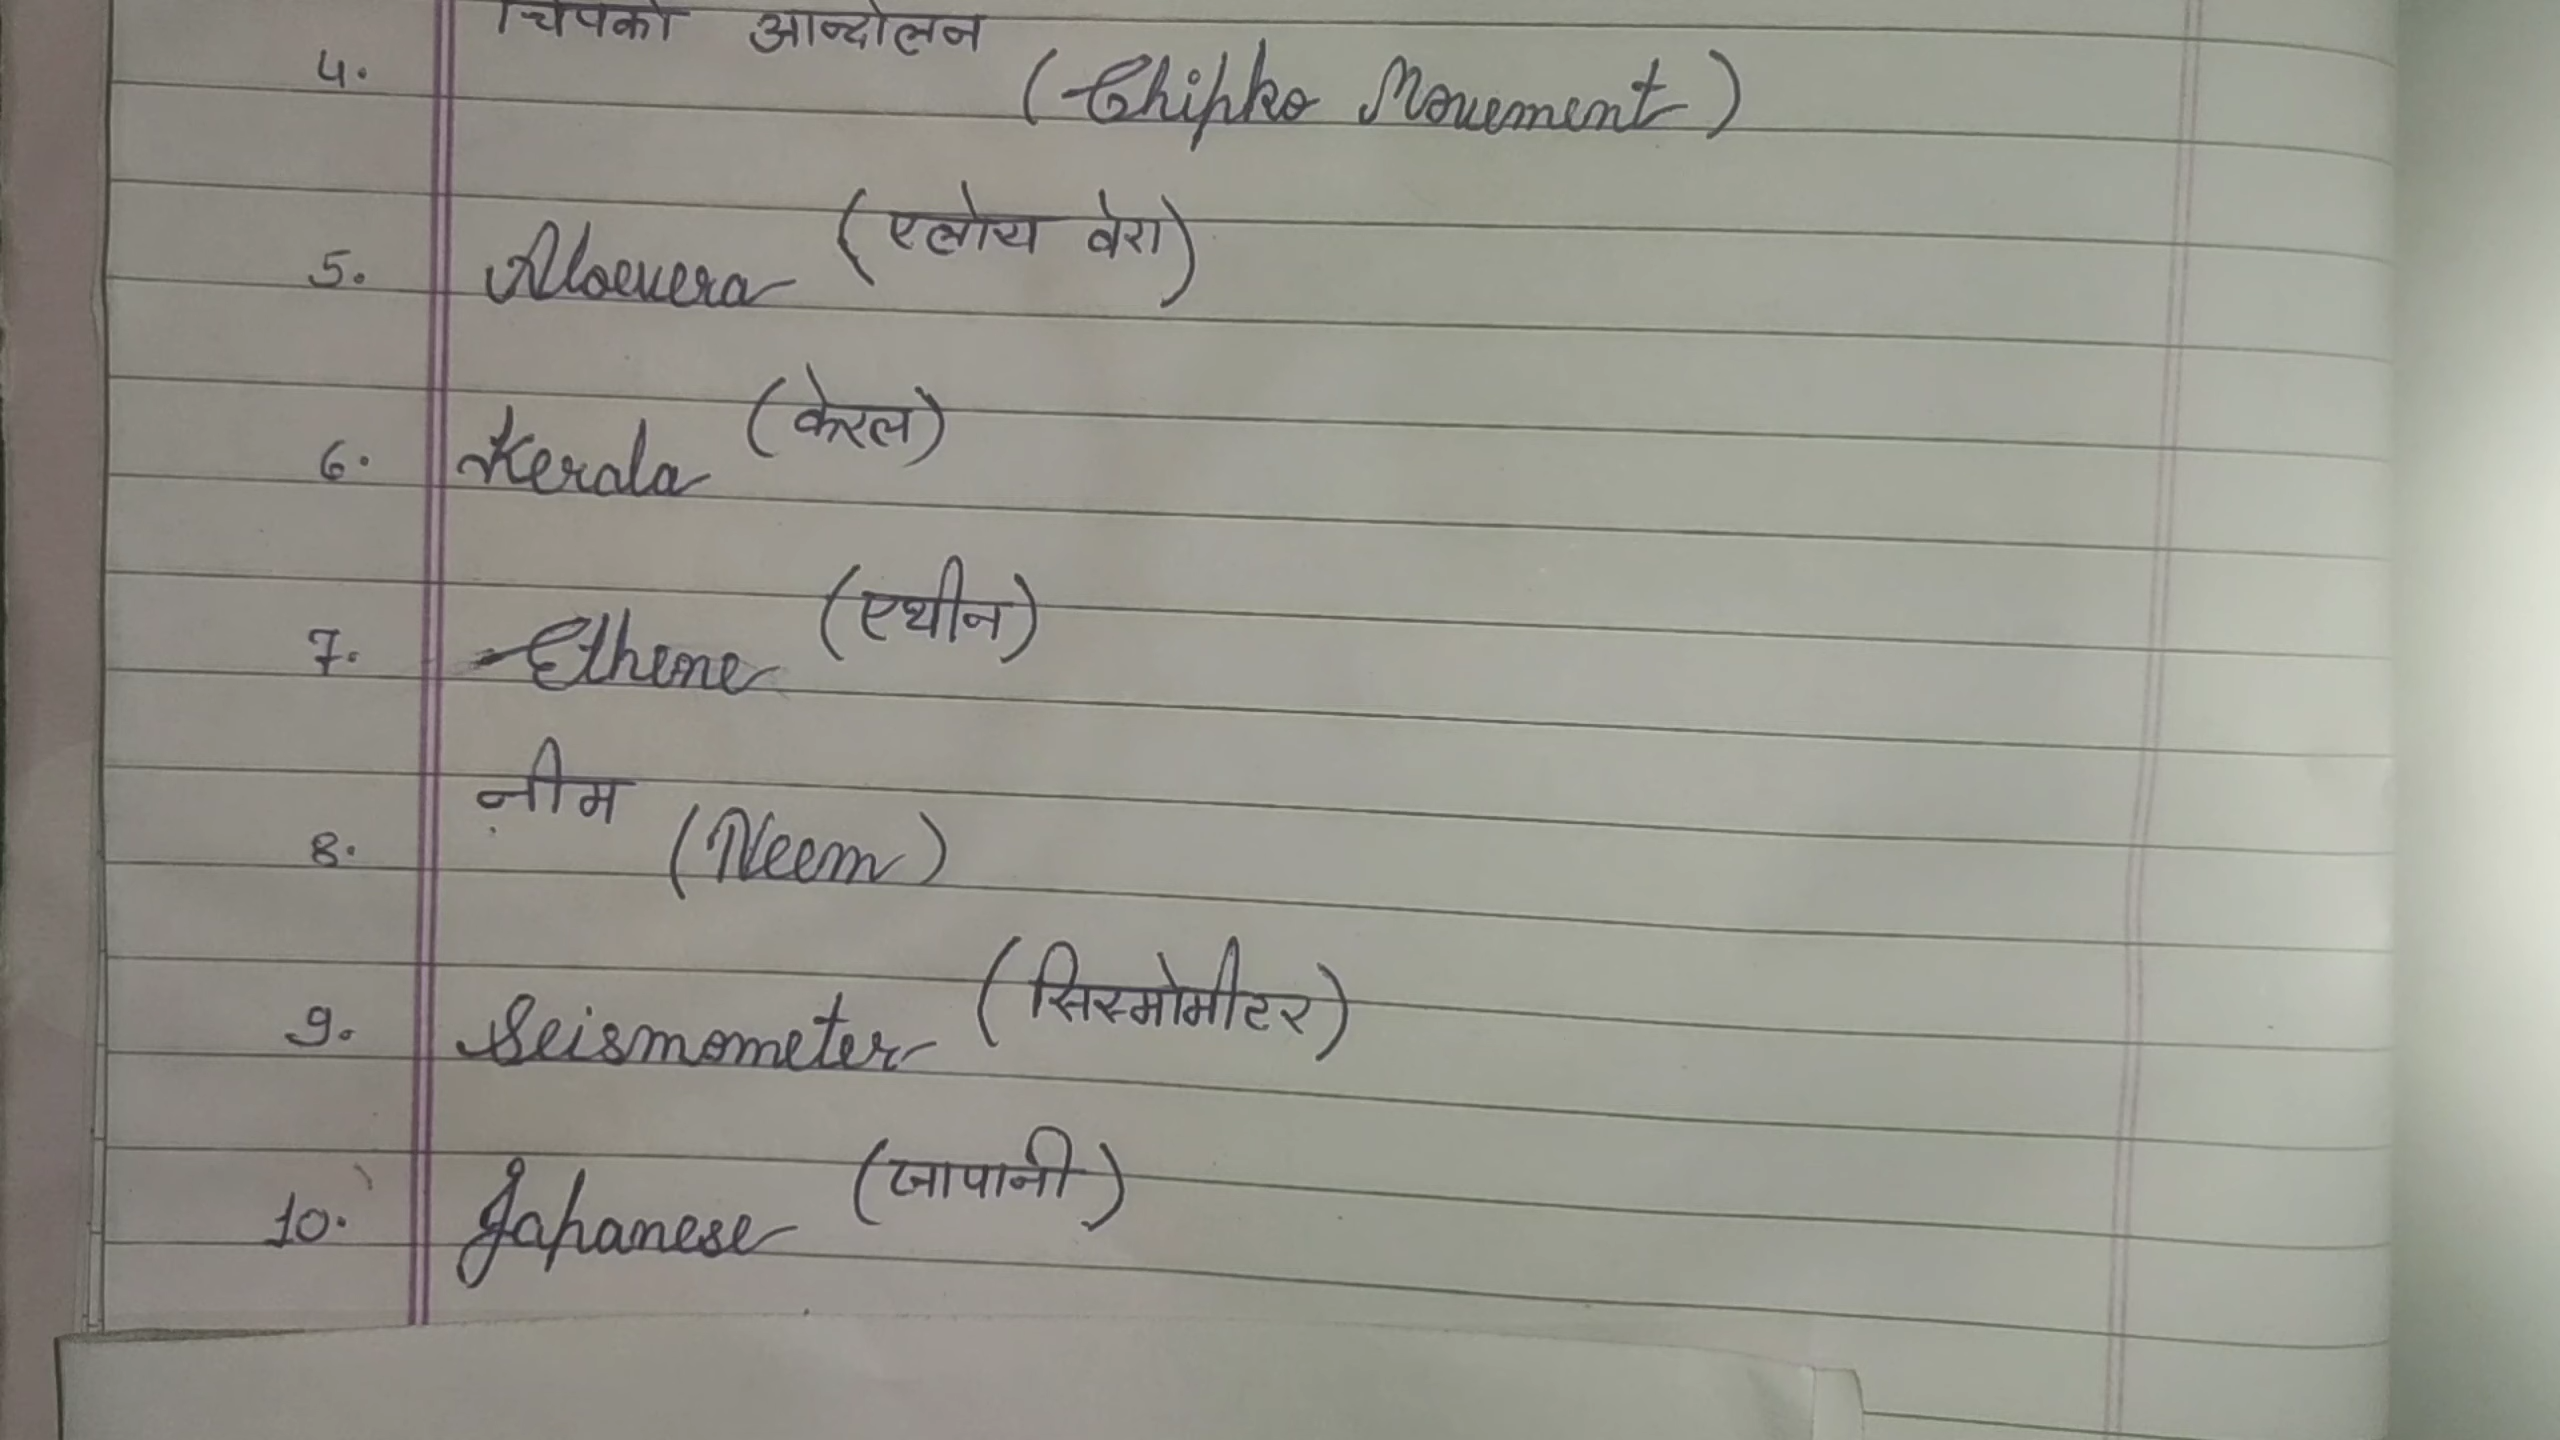 4. चिपको आन्दोलन (Chipko Movement)
5. Aloevera (एलोय वेरा)
6. Kerala (केरल)
7. Ethene (एथीन)
8. नीम (Neem)
9. Seismometer (सिस्मोमीटर)
10. Japanese (जापानी)